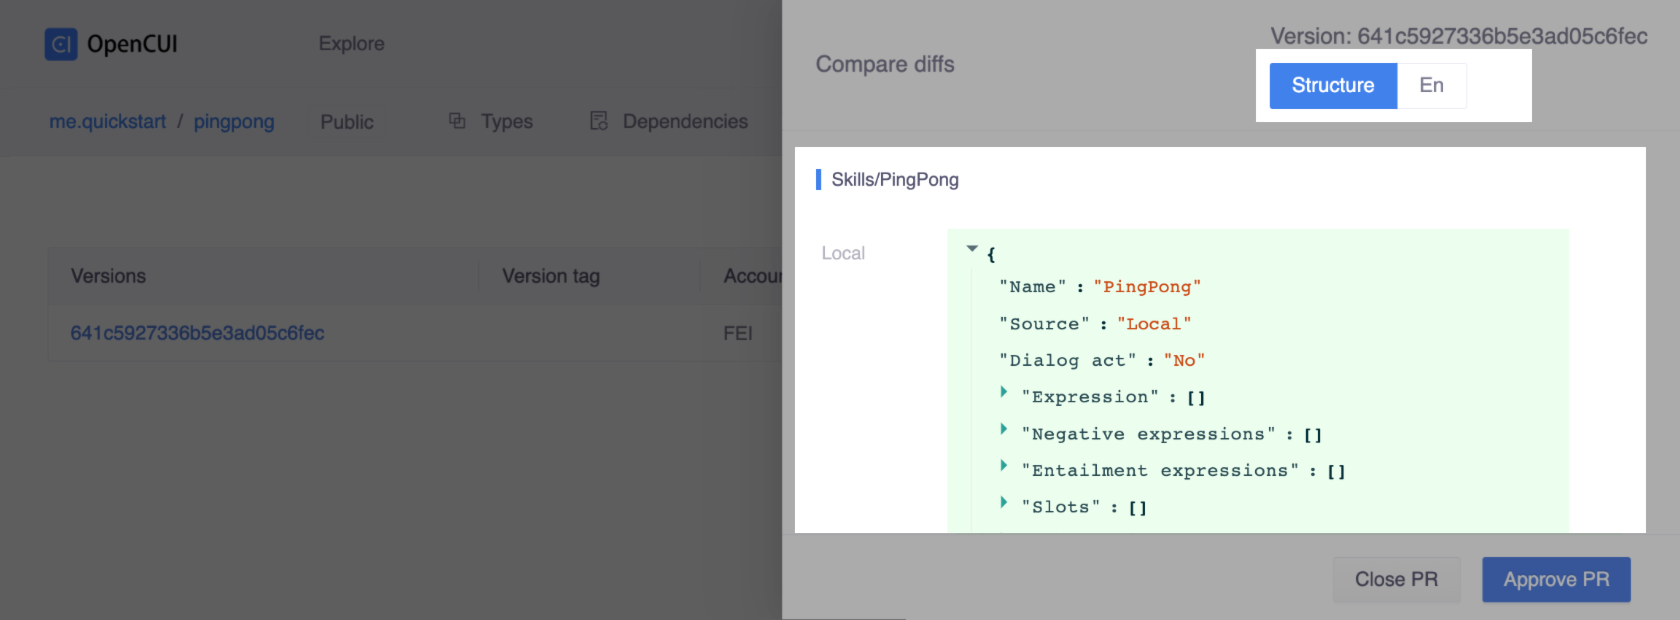 OpenCUI
Explore
me.quickstart / pingpong
Public
Types
Dependencies
Versions
Version tag
Accoun
641c5927336b5e3ad05c6fec
FEI
Compare diffs
Version: 641c5927336b5e3ad05c6fec
Structure
En
Skills/PingPong
Local
{
"Name" : "PingPong"
"Source" : "Local"
"Dialog act" : "No"
"Expression" : []
"Negative expressions" : []
"Entailment expressions" : []
"Slots" : []
Close PR
Approve PR